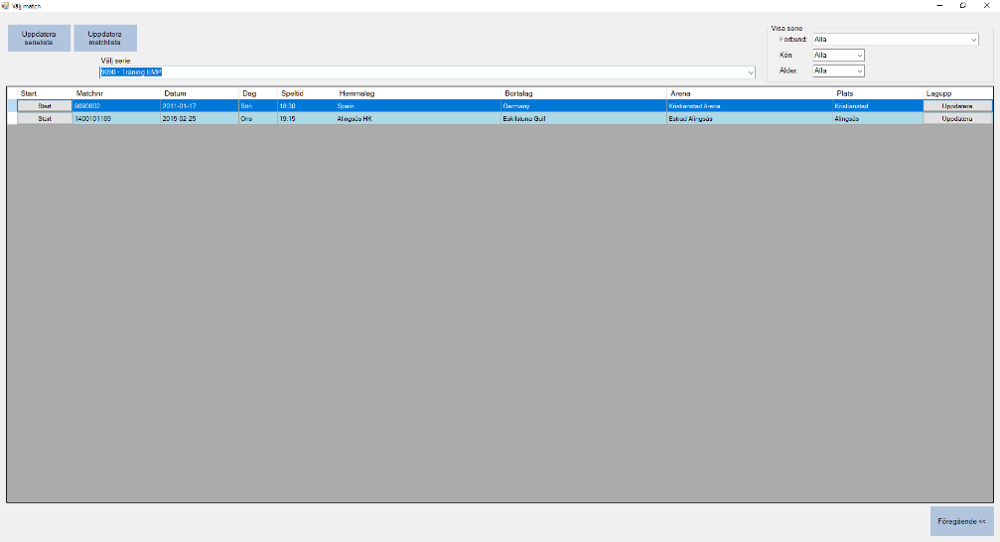 Välj match
Uppdatera
serielista
Uppdatera
matchlista
Visa serie
Förbund: Alla
Kön: Alla
Ålder: Alla
Välj serie:
9090 - Träning EMP
Start Matchnr Datum Dag Speltid Hemmalag Bortalag Arena Plats Lagupp
Start 9090002 2011-01-17 Sön 18:30 Spain Germany Kristianstad Arena Kristianstad Uppdatera
Start 1400101169 2015-02-25 Ons 19:15 Alingsås HK Eskilstuna Guif Estrad Alingsås Alingsås Uppdatera
Föregående <<